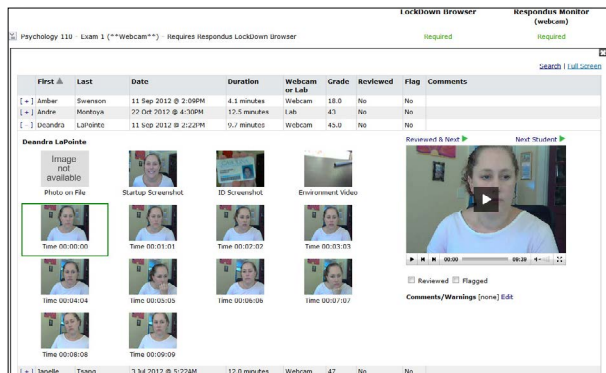 LockDown Browser Respondus Monitor (webcam)
Psychology 110 - Exam 1 (**Webcam**) - Requires Respondus LockDown Browser Required Required
Search | Full Screen
First Last Date Duration Webcam or Lab Grade Reviewed Flag Comments
[ + ] Amber Swenson 11 Sep 2012 @ 2:09PM 4.1 minutes Webcam 18.0 No No
[ + ] Andre Montoya 22 Oct 2012 @ 4:30PM 12.5 minutes Lab 43 No No
[ - ] Deandra LaPointe 11 Sep 2012 @ 2:22PM 9.7 minutes Webcam 45.0 No No
Deandra LaPointe
Reviewed & Next Next Student
Image not available
Photo on File Startup Screenshot ID Screenshot Environment Video
Time 00:00:00 Time 00:01:01 Time 00:02:02 Time 00:03:03
00:00 09:39
Reviewed Flagged
Time 00:04:04 Time 00:05:05 Time 00:06:06 Time 00:07:07
Comments/Warnings [none] Edit
Time 00:08:08 Time 00:09:09
[ + ] Janelle Tsang 3 Jul 2012 @ 5:22AM 12.0 minutes Webcam 47 No No